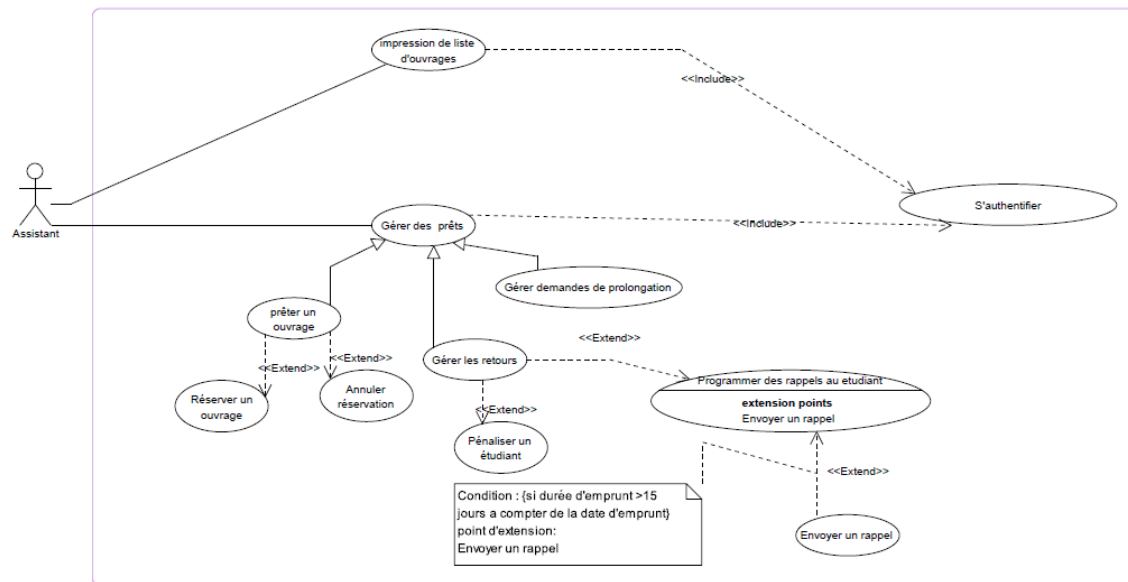 Impression de liste
d'ouvrages
<<Include>>
S'authentifier
Assistant
Gérer des prêts
<<Include>>
Gérer demandes de prolongation
prêter un
ouvrage
<<Extend>>
Gérer les retours
<<Extend>>
<<Extend>>
Programmer des rappels au etudiant
Réserver un
ouvrage
Annuler
réservation
<<Extend>>
extension points
Envoyer un rappel
Pénaliser un
étudiant
<<Extend>>
Condition : {si durée d'emprunt >15
jours a compter de la date d'emprunt}
point d'extension:
Envoyer un rappel
Envoyer un rappel